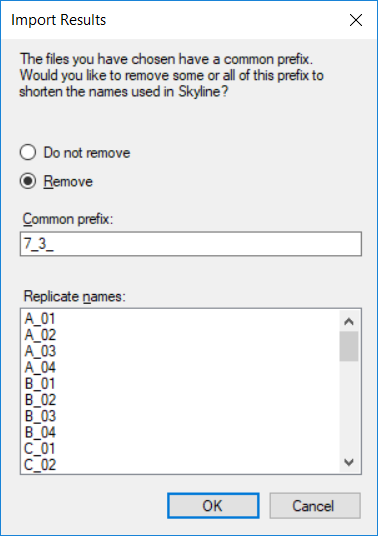 Import Results
The files you have chosen have a common prefix.
Would you like to remove some or all of this prefix to
shorten the names used in Skyline?
Do not remove
Remove
Common prefix:
7_3_
Replicate names:
A_01
A_02
A_03
A_04
B_01
B_02
B_03
B_04
C_01
C_02
OK Cancel